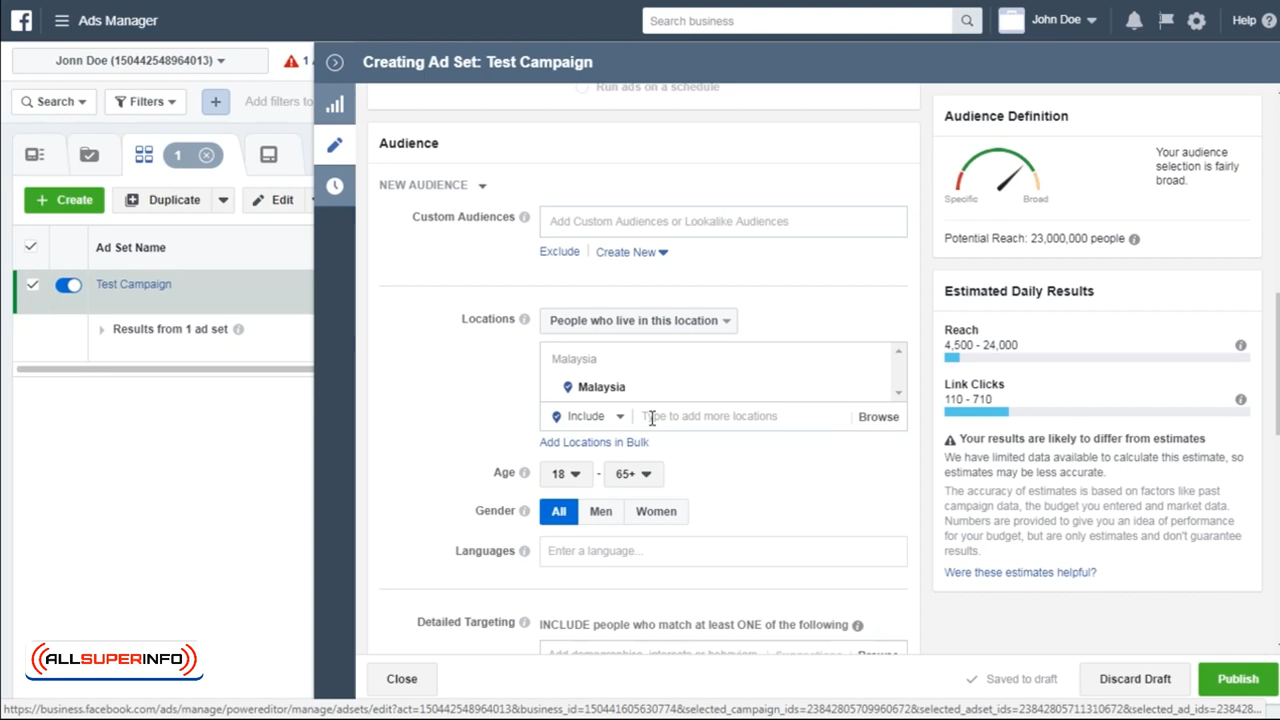 Ads Manager
Search business
John Doe
Help
Jonn Doe (150442548964013)
1
Search
Filters
+
Add filters to
1
+ Create
Duplicate
Edit
Ad Set Name
Test Campaign
Results from 1 ad set
Creating Ad Set: Test Campaign
Run ads on a schedule
Audience
NEW AUDIENCE
Custom Audiences
Add Custom Audiences or Lookalike Audiences
Exclude
Create New
Locations
People who live in this location
Malaysia
Malaysia
Include
Type to add more locations
Browse
Add Locations in Bulk
Age
18 - 65+
Gender
All Men Women
Languages
Enter a language...
Detailed Targeting
INCLUDE people who match at least ONE of the following
Add demographics, interests or behaviors
Suggestions
Browse
Close
Saved to draft
Discard Draft
Publish
Audience Definition
Your audience
selection is fairly
broad.
Specific
Broad
Potential Reach: 23,000,000 people
Estimated Daily Results
Reach
4,500 - 24,000
Link Clicks
110 - 710
Your results are likely to differ from estimates
We have limited data available to calculate this estimate, so
estimates may be less accurate.
The accuracy of estimates is based on factors like past
campaign data, the budget you entered and market data.
Numbers are provided to give you an idea of performance
for your budget, but are only estimates and don't guarantee
results.
Were these estimates helpful?
ALLSUPERINFO
https://business.facebook.com/ads/manage/powereditor/manage/adsets/edit?act=150442548964013&business_id=150441605630774&selected_campaign_ids=23842805709960672&selected_adset_ids=23842805711310672&selected_ad_ids=238428...